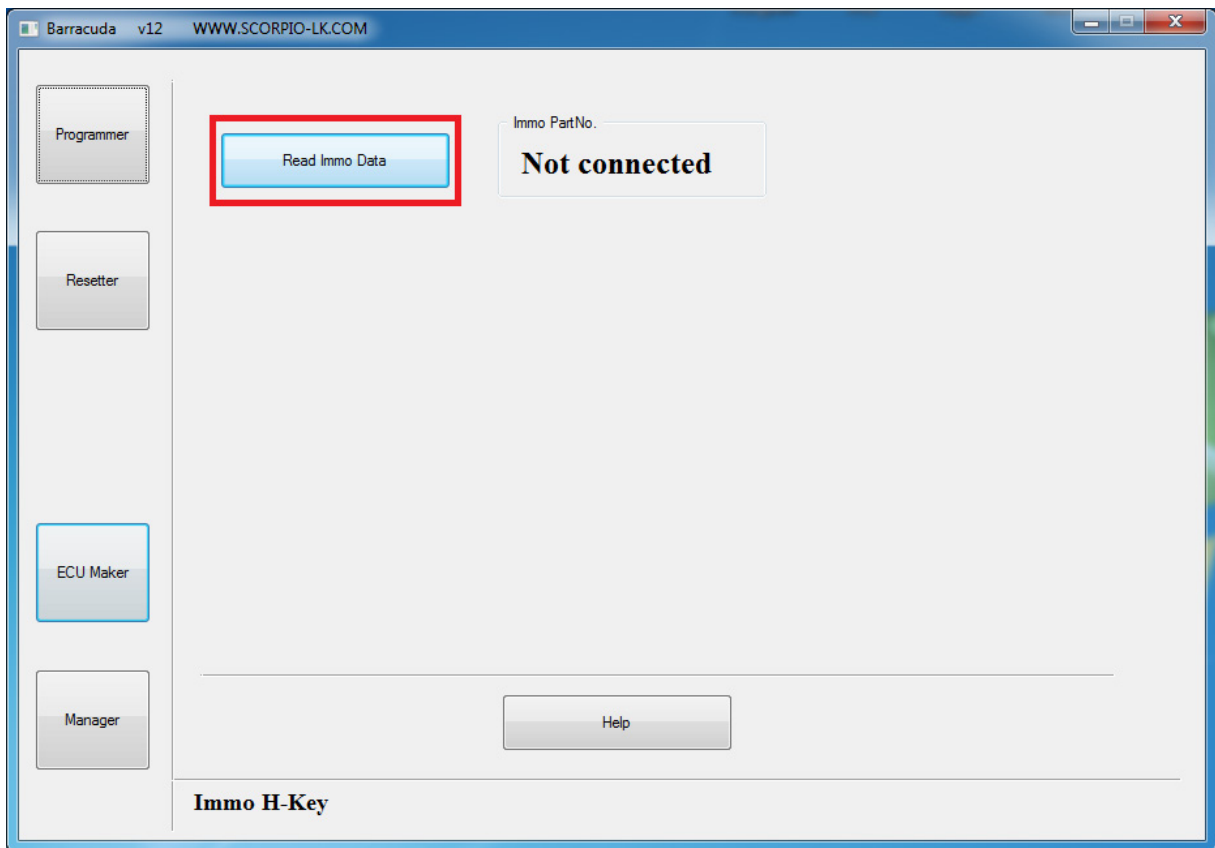 Barracuda v12 WWW.SCORPIO-LK.COM
Programmer
Read Immo Data
Immo PartNo.
Not connected
Resetter
ECU Maker
Manager
Help
Immo H-Key